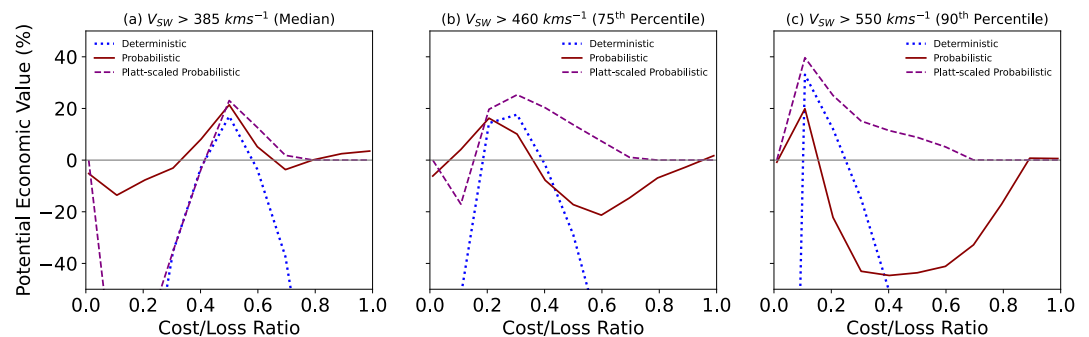 (a) V_SW > 385 kms⁻¹ (Median)
(b) V_SW > 460 kms⁻¹ (75ᵗʰ Percentile)
(c) V_SW > 550 kms⁻¹ (90ᵗʰ Percentile)
Potential Economic Value (%)
40
20
0
−20
−40
Deterministic
Probabilistic
Platt-scaled Probabilistic
0.0 0.2 0.4 0.6 0.8 1.0
Cost/Loss Ratio
Deterministic
Probabilistic
Platt-scaled Probabilistic
0.0 0.2 0.4 0.6 0.8 1.0
Cost/Loss Ratio
Deterministic
Probabilistic
Platt-scaled Probabilistic
0.0 0.2 0.4 0.6 0.8 1.0
Cost/Loss Ratio